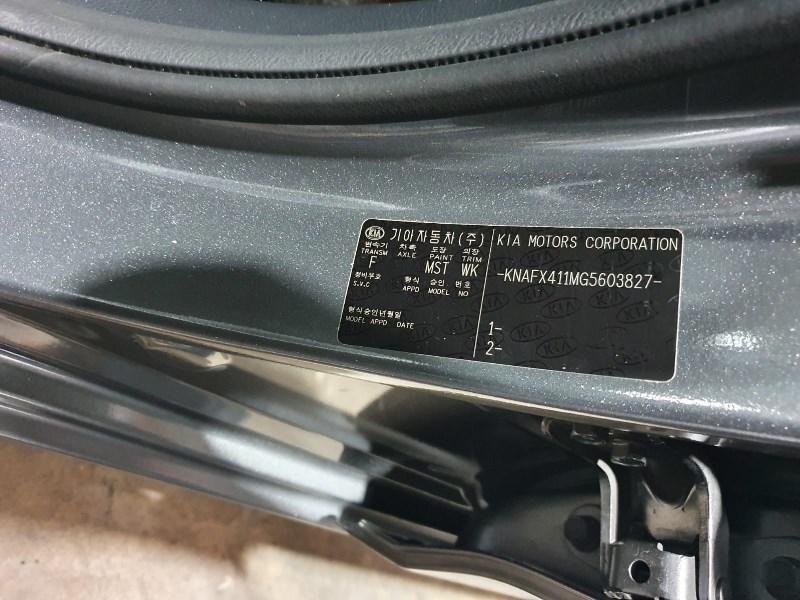 KIA 기아자동차(주)
변속기 차축 도장 의장
TRANSM AXLE PAINT TRIM
F MST WK
정비부호 형식 승인 번호
S.V.C APPD MODEL NO
형식승인년월일
MODEL APPD DATE
KIA MOTORS CORPORATION
-KNAFX411MG5603827-
1-
2-